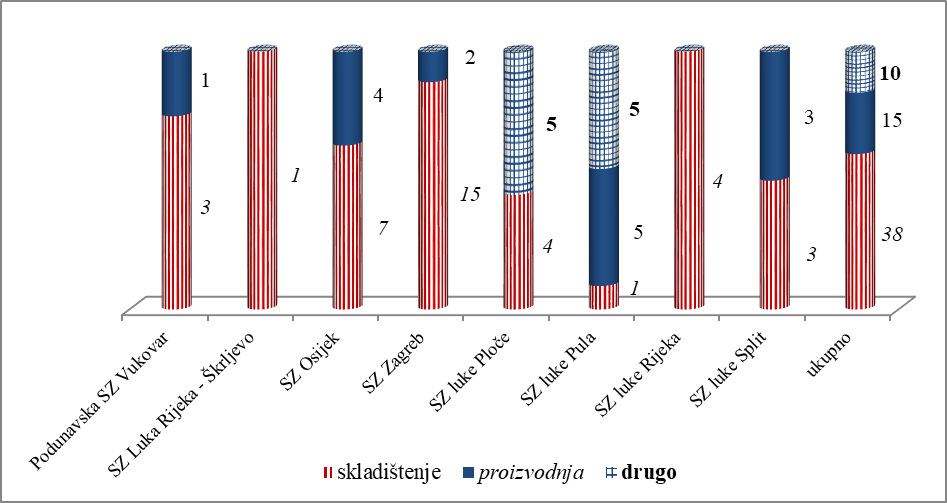 1
3
1
4
7
2
15
5
4
5
5
1
4
3
3
10
15
38
Podunavska SZ Vukovar
SZ Luka Rijeka - Škrljevo
SZ Osijek
SZ Zagreb
SZ luke Ploče
SZ luke Pula
SZ luke Rijeka
SZ luke Split
ukupno
skladištenje proizvodnja drugo